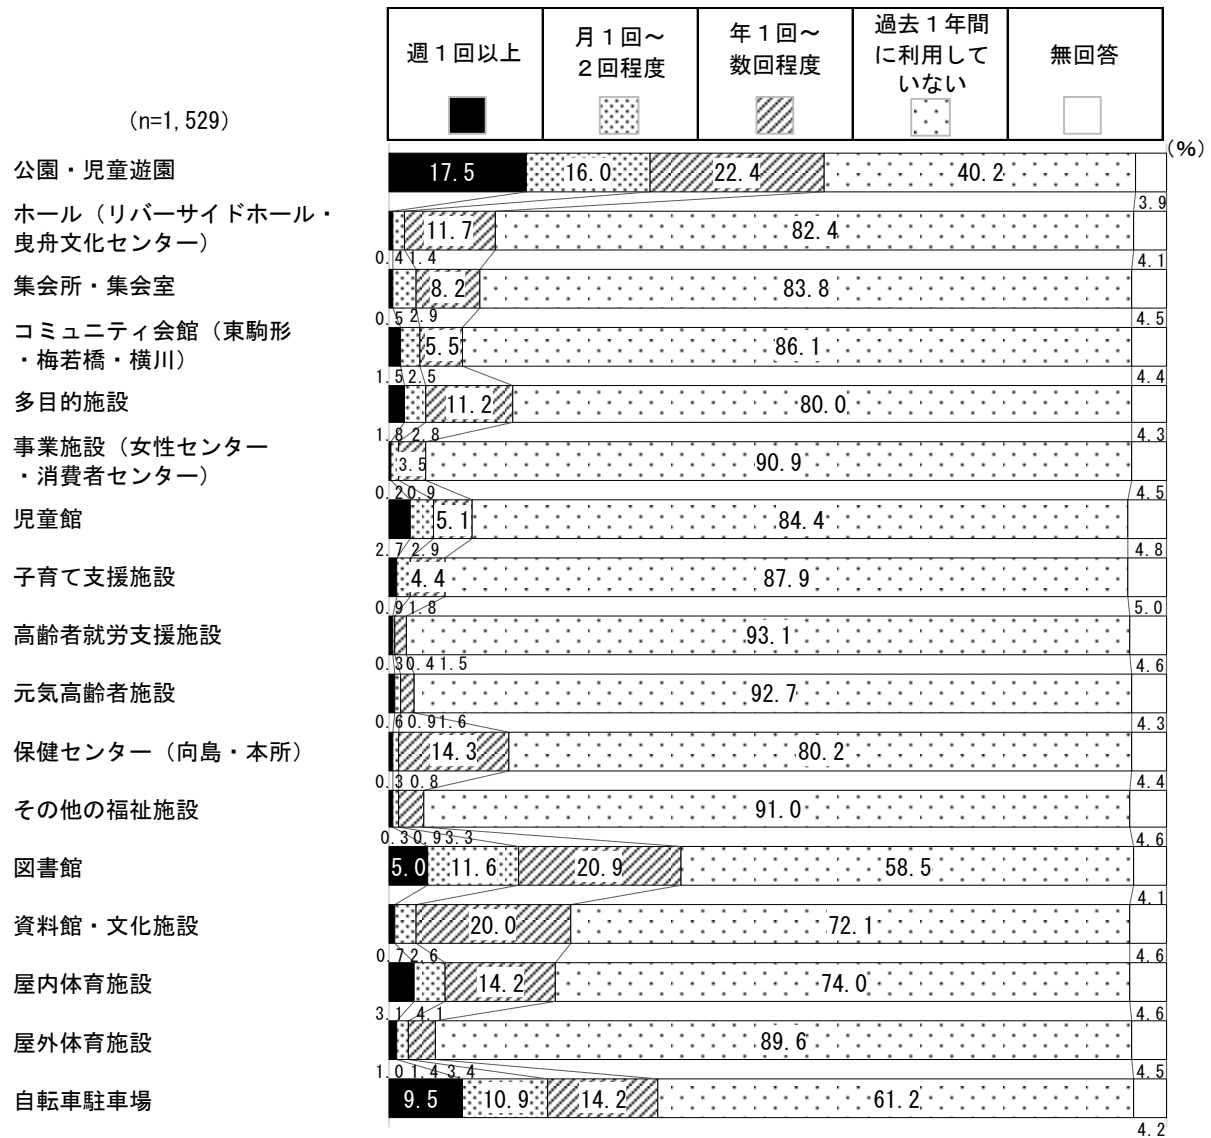 週１回以上
月１回～
２回程度
年１回～
数回程度
過去１年間
に利用して
いない
無回答
(n=1,529)
(%)
公園・児童遊園
17.5 16.0 22.4 40.2
3.9
ホール（リバーサイドホール・
曳舟文化センター）
11.7 82.4
0.4 1.4 4.1
集会所・集会室
8.2 83.8
0.5 2.9 4.5
コミュニティ会館（東駒形
・梅若橋・横川）
5.5 86.1
1.5 2.5 4.4
多目的施設
11.2 80.0
1.8 2.8 4.3
事業施設（女性センター
・消費者センター）
3.5 90.9
0.2 0.9 4.5
児童館
5.1 84.4
2.7 2.9 4.8
子育て支援施設
4.4 87.9
0.9 1.8 5.0
高齢者就労支援施設
93.1
0.3 0.4 1.5 4.6
元気高齢者施設
92.7
0.6 0.9 1.6 4.3
保健センター（向島・本所）
14.3 80.2
0.3 0.8 4.4
その他の福祉施設
91.0
0.3 0.9 3.3 4.6
図書館
5.0 11.6 20.9 58.5
4.1
資料館・文化施設
20.0 72.1
0.7 2.6 4.6
屋内体育施設
14.2 74.0
3.1 4.1 4.6
屋外体育施設
89.6
1.0 1.4 3.4 4.5
自転車駐車場
9.5 10.9 14.2 61.2
4.2